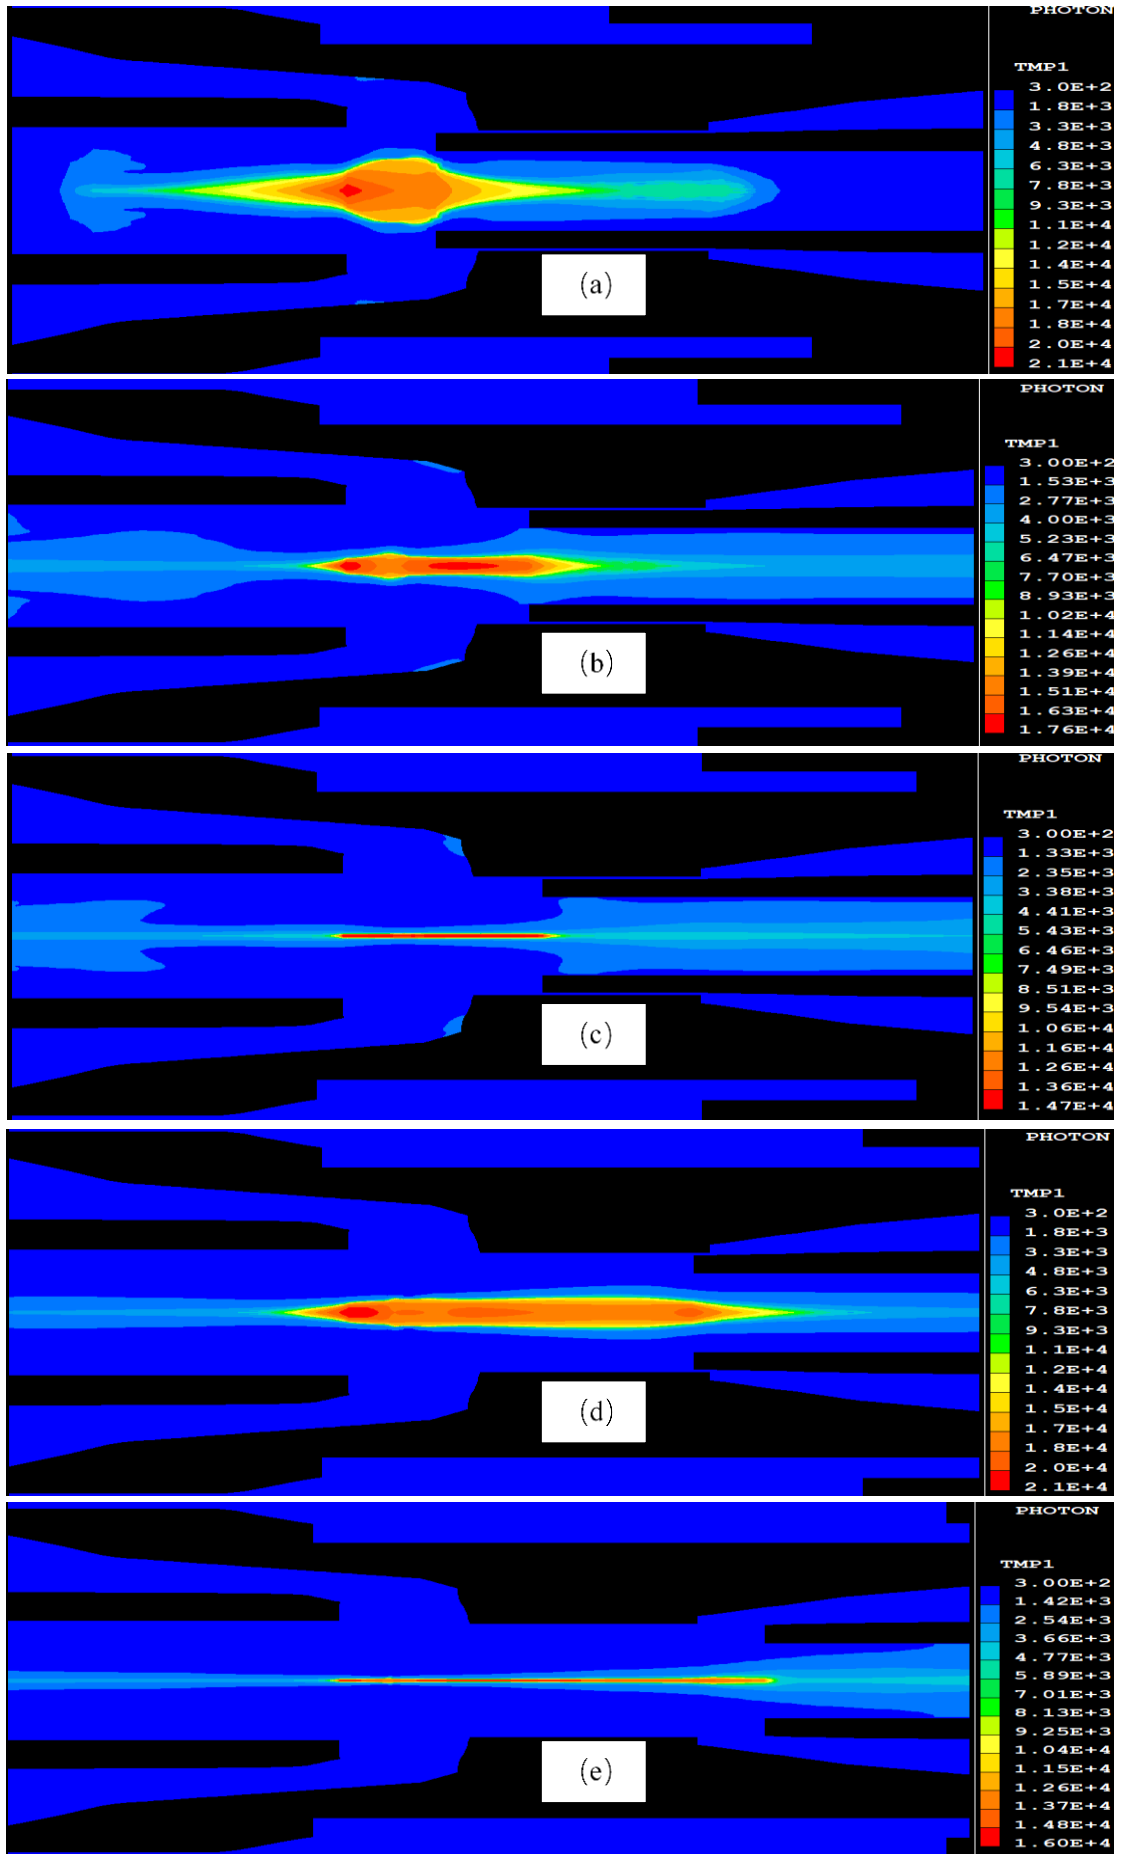 PHOTON
TMP1
3.0E+2
1.8E+3
3.3E+3
4.8E+3
6.3E+3
7.8E+3
9.3E+3
1.1E+4
1.2E+4
1.4E+4
1.5E+4
1.7E+4
1.8E+4
2.0E+4
2.1E+4
(a)
PHOTON
TMP1
3.00E+2
1.53E+3
2.77E+3
4.00E+3
5.23E+3
6.47E+3
7.70E+3
8.93E+3
1.02E+4
1.14E+4
1.26E+4
1.39E+4
1.51E+4
1.63E+4
1.76E+4
(b)
PHOTON
TMP1
3.00E+2
1.33E+3
2.35E+3
3.38E+3
4.41E+3
5.43E+3
6.46E+3
7.49E+3
8.51E+3
9.54E+3
1.06E+4
1.16E+4
1.26E+4
1.36E+4
1.47E+4
(c)
PHOTON
TMP1
3.0E+2
1.8E+3
3.3E+3
4.8E+3
6.3E+3
7.8E+3
9.3E+3
1.1E+4
1.2E+4
1.4E+4
1.5E+4
1.7E+4
1.8E+4
2.0E+4
2.1E+4
(d)
PHOTON
TMP1
3.00E+2
1.42E+3
2.54E+3
3.66E+3
4.77E+3
5.89E+3
7.01E+3
8.13E+3
9.25E+3
1.04E+4
1.15E+4
1.26E+4
1.37E+4
1.48E+4
1.60E+4
(e)